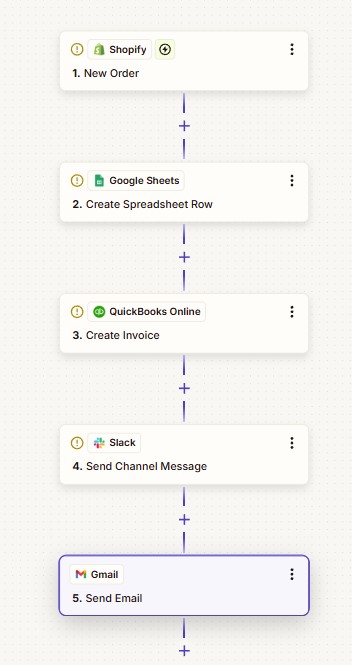 Shopify
1. New Order
Google Sheets
2. Create Spreadsheet Row
QuickBooks Online
3. Create Invoice
Slack
4. Send Channel Message
Gmail
5. Send Email